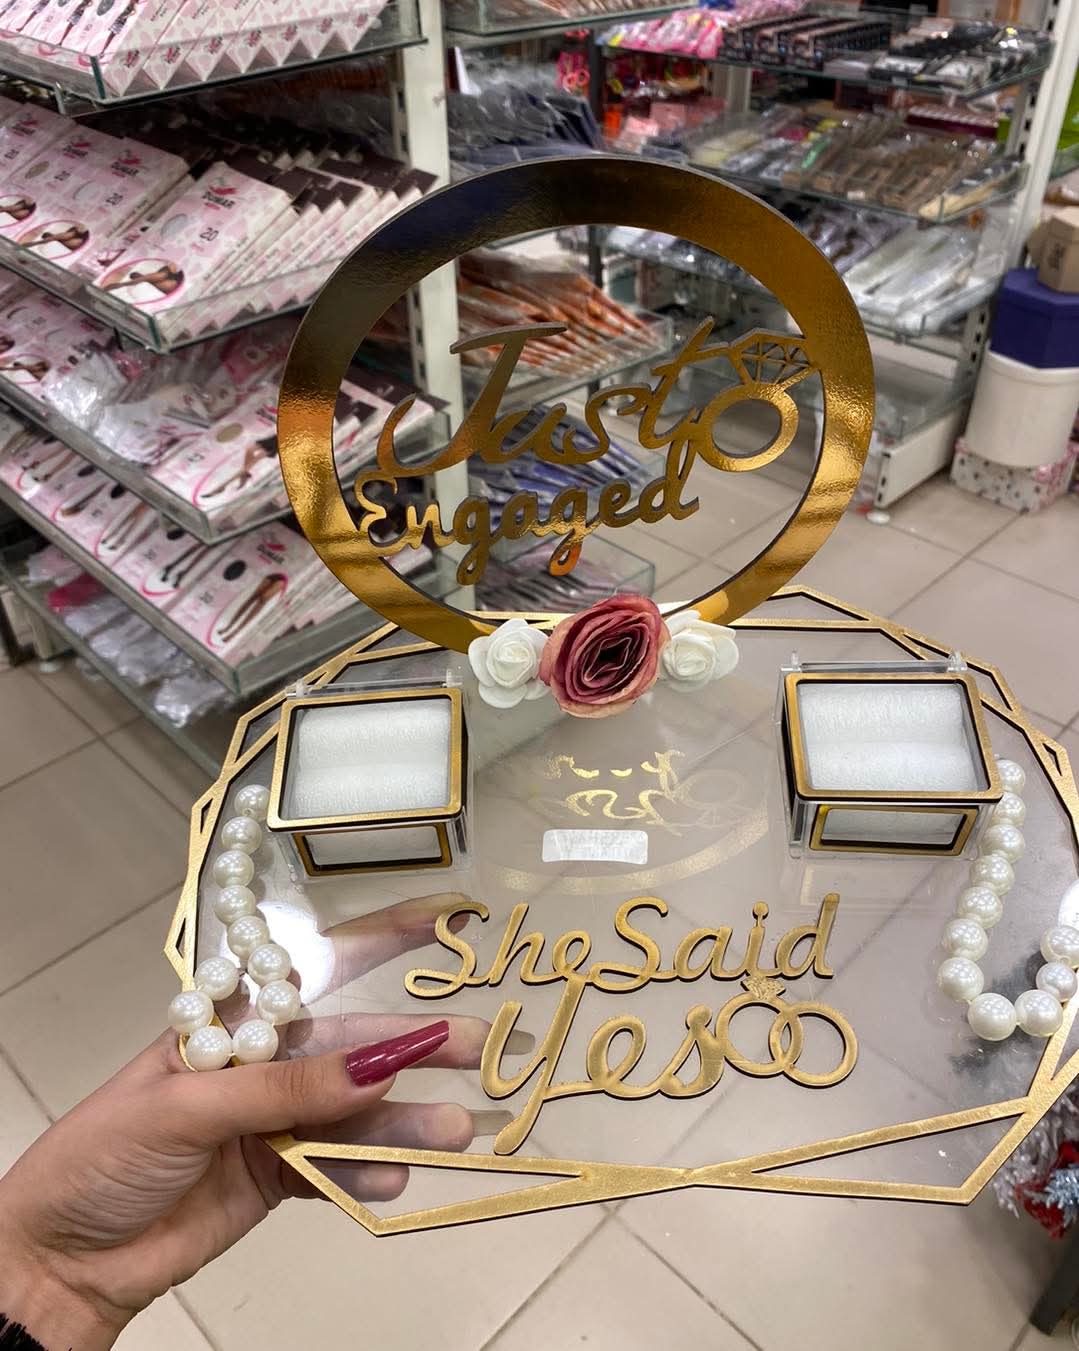 Just
Engaged
She Said
Yes